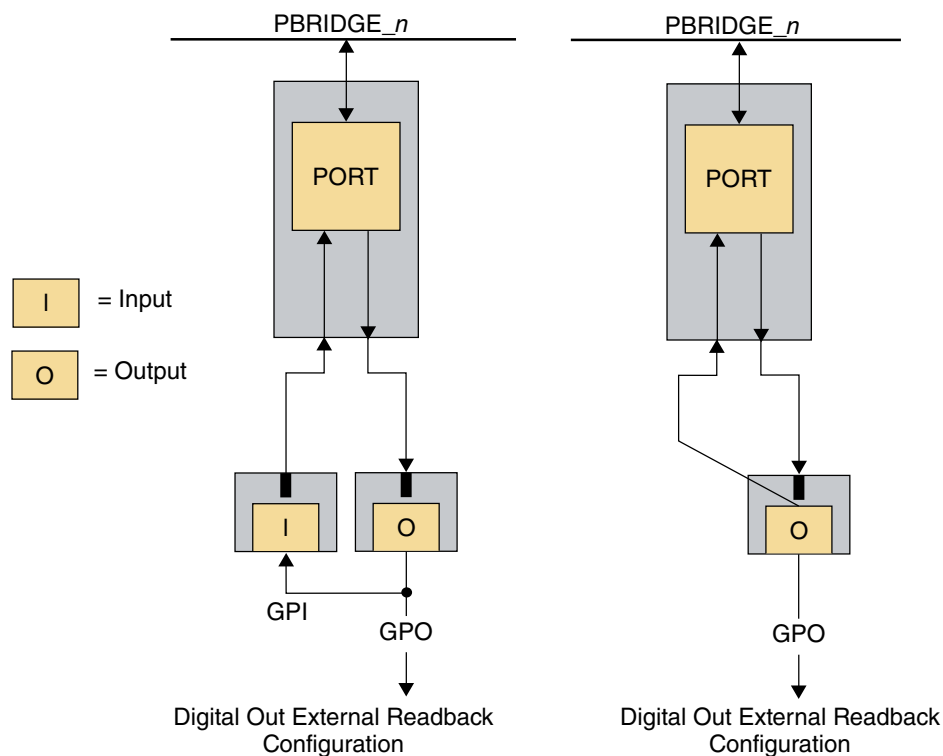 PBRIDGE_n
PORT
I = Input
O = Output
I
O
GPI
GPO
Digital Out External Readback
Configuration
PBRIDGE_n
PORT
O
GPO
Digital Out External Readback
Configuration